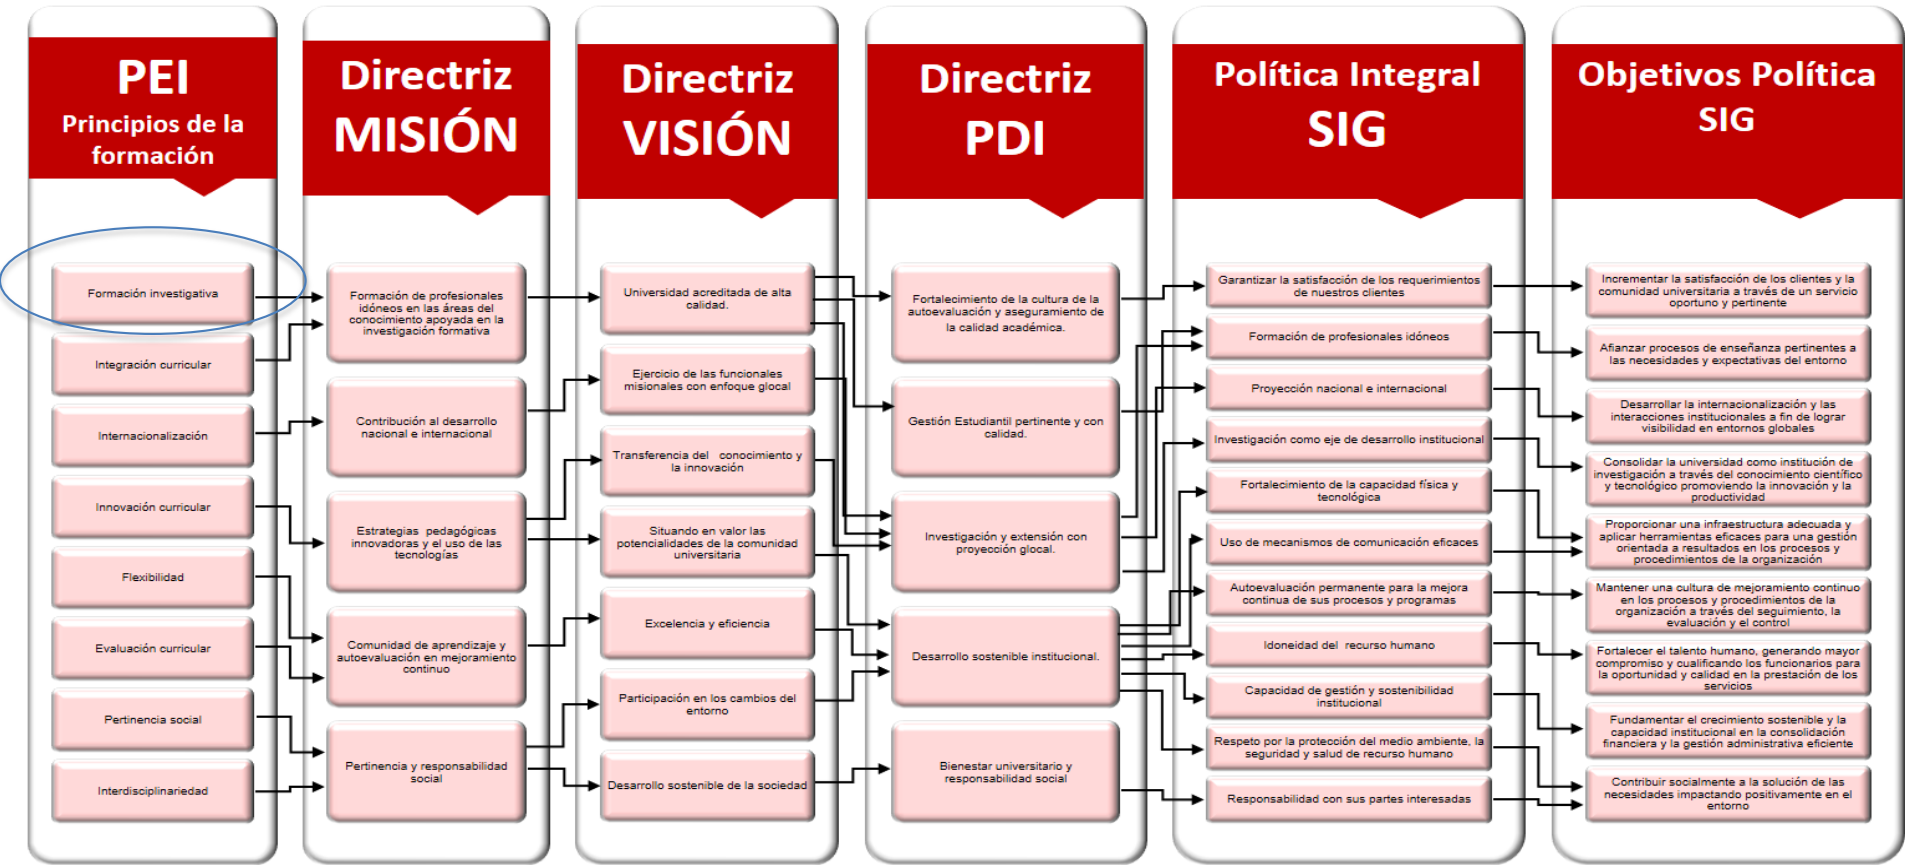 PEI
Principios de la
formación
Formación investigativa
Integración curricular
Internacionalización
Innovación curricular
Flexibilidad
Evaluación curricular
Pertinencia social
Interdisciplinariedad
Directriz
MISIÓN
Formación de profesionales
idóneos en las áreas del
conocimiento apoyada en la
investigación formativa
Contribución al desarrollo
nacional e internacional
Estrategias pedagógicas
innovadoras y el uso de las
tecnologías
Comunidad de aprendizaje y
autoevaluación en mejoramiento
continuo
Pertinencia y responsabilidad
social
Directriz
VISIÓN
Universidad acreditada de alta
calidad.
Ejercicio de las funcionales
misionales con enfoque glocal
Transferencia del conocimiento y
la innovación
Situando en valor las
potencialidades de la comunidad
universitaria
Excelencia y eficiencia
Participación en los cambios del
entorno
Desarrollo sostenible de la sociedad
Directriz
PDI
Fortalecimiento de la cultura de la
autoevaluación y aseguramiento de
la calidad académica.
Gestión Estudiantil pertinente y con
calidad.
Investigación y extensión con
proyección glocal.
Desarrollo sostenible institucional.
Bienestar universitario y
responsabilidad social
Política Integral
SIG
Garantizar la satisfacción de los requerimientos
de nuestros clientes
Formación de profesionales idóneos
Proyección nacional e internacional
Investigación como eje de desarrollo institucional
Fortalecimiento de la capacidad física y
tecnológica
Uso de mecanismos de comunicación eficaces
Autoevaluación permanente para la mejora
continua de sus procesos y programas
Idoneidad del recurso humano
Capacidad de gestión y sostenibilidad
institucional
Respeto por la protección del medio ambiente, la
seguridad y salud de recurso humano
Responsabilidad con sus partes interesadas
Objetivos Política
SIG
Incrementar la satisfacción de los clientes y la
comunidad universitaria a través de un servicio
oportuno y pertinente
Afianzar procesos de enseñanza pertinentes a
las necesidades y expectativas del entorno
Desarrollar la internacionalización y las
interacciones institucionales a fin de lograr
visibilidad en entornos globales
Consolidar la universidad como institución de
investigación a través del conocimiento científico
y tecnológico promoviendo la innovación y la
productividad
Proporcionar una infraestructura adecuada y
aplicar herramientas eficaces para una gestión
orientada a resultados en los procesos y
procedimientos de la organización
Mantener una cultura de mejoramiento continuo
en los procesos y procedimientos de la
organización a través del seguimiento, la
evaluación y el control
Fortalecer el talento humano, generando mayor
compromiso y cualificando los funcionarios para
la oportunidad y calidad en la prestación de los
servicios
Fundamentar el crecimiento sostenible y la
capacidad institucional en la consolidación
financiera y la gestión administrativa eficiente
Contribuir socialmente a la solución de las
necesidades impactando positivamente en el
entorno